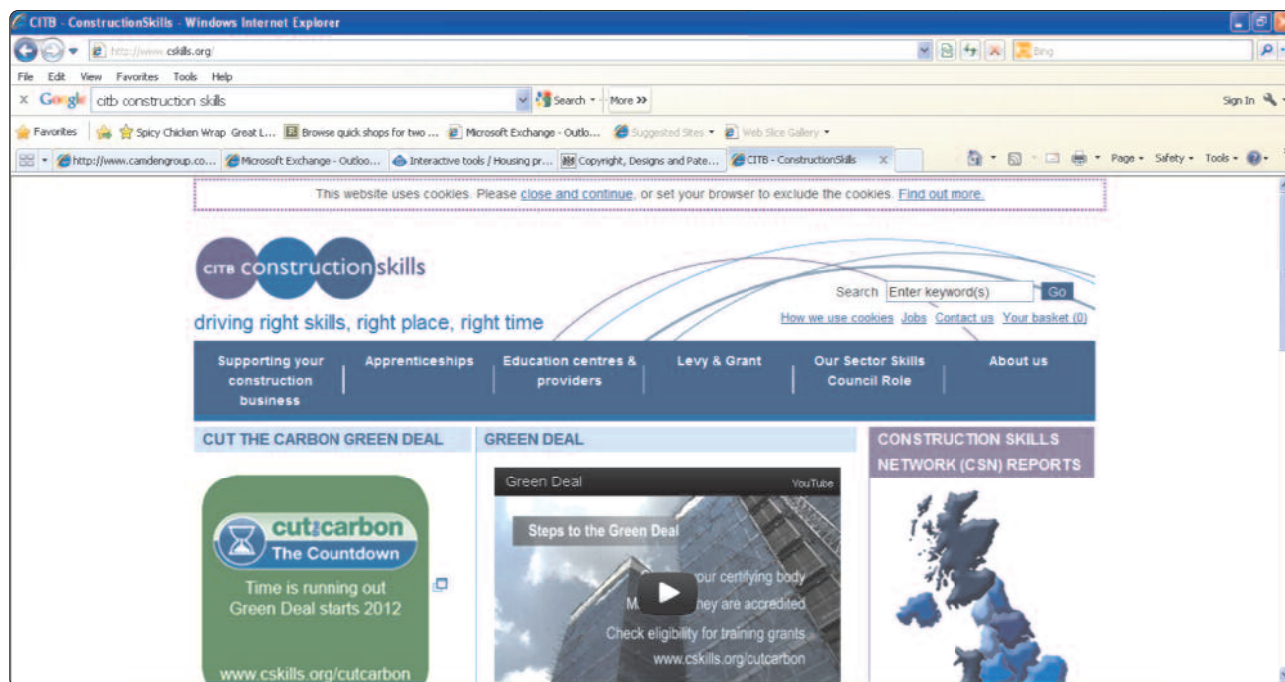 CITB - ConstructionSkills - Windows Internet Explorer
http://www.cskills.org/
Bing
File Edit View Favorites Tools Help
x Google citb construction skills Search More >> Sign In
Favorites Spicy Chicken Wrap Great L... Browse quick shops for two ... Microsoft Exchange - Outlo... Suggested Sites Web Slice Gallery
http://www.camdengroup.co... Microsoft Exchange - Outloo... Interactive tools / Housing pr... Copyright, Designs and Pate... CITB - ConstructionSkills X Page Safety Tools
This website uses cookies. Please close and continue, or set your browser to exclude the cookies. Find out more.
CITB constructionskills
driving right skills, right place, right time
Search Enter keyword(s) Go
How we use cookies Jobs Contact us Your basket (0)
Supporting your
construction
business
Apprenticeships
Education centres &
providers
Levy & Grant
Our Sector Skills
Council Role
About us
CUT THE CARBON GREEN DEAL
cut the carbon
The Countdown
Time is running out
Green Deal starts 2012
www.cskills.org/cutcarbon
GREEN DEAL
Green Deal YouTube
Steps to the Green Deal
our certifying body
they are accredited
Check eligibility for training grants
www.cskills.org/cutcarbon
CONSTRUCTION SKILLS
NETWORK (CSN) REPORTS